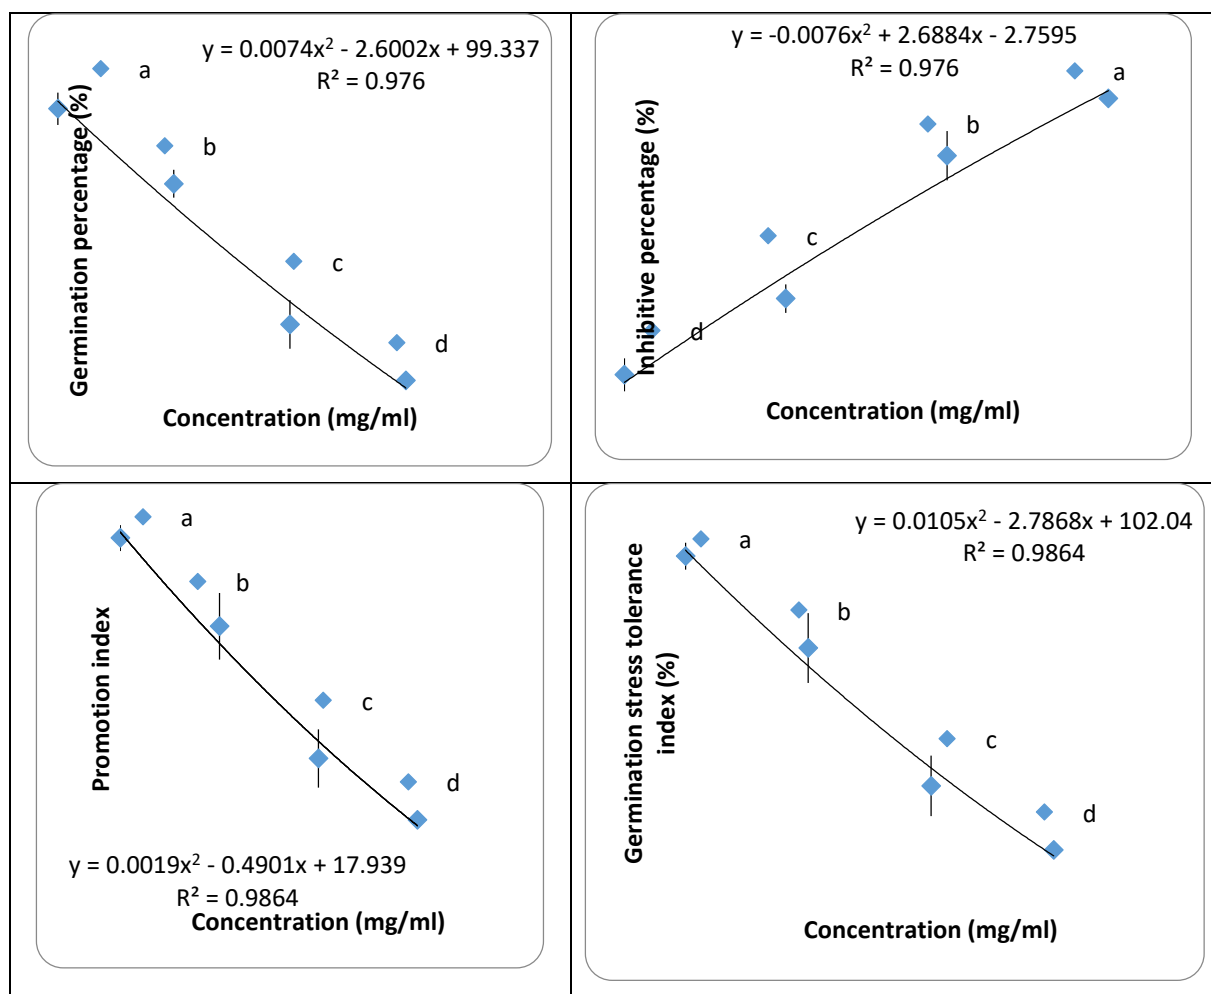 y = 0.0074x² - 2.6002x + 99.337
R² = 0.976
a
b
c
d
Germination percentage (%)
Concentration (mg/ml)
y = -0.0076x² + 2.6884x - 2.7595
R² = 0.976
a
b
c
d
Inhibitive percentage (%)
Concentration (mg/ml)
a
b
c
d
Promotion index
y = 0.0019x² - 0.4901x + 17.939
R² = 0.9864
Concentration (mg/ml)
y = 0.0105x² - 2.7868x + 102.04
R² = 0.9864
a
b
c
d
Germination stress tolerance
index (%)
Concentration (mg/ml)